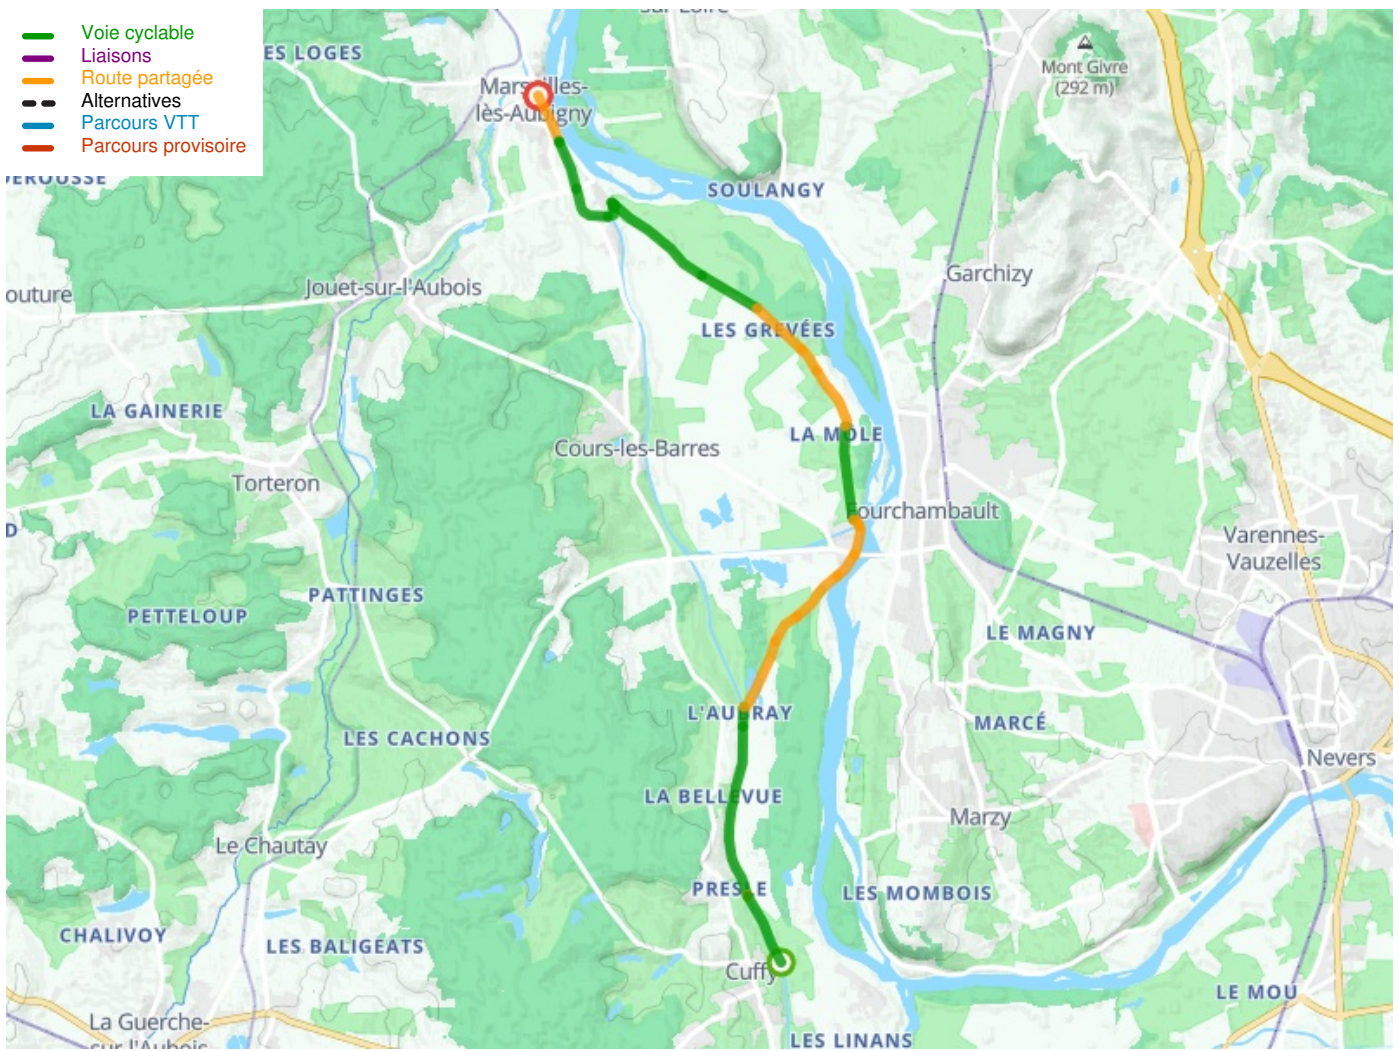 Voie cyclable
Liaisons
Route partagée
Alternatives
Parcours VTT
Parcours provisoire
sur-Loire
ES LOGES
Mont Givre
(292 m)
Marseilles-
lès-Aubigny
SOULANGY
Garchizy
Jouet-sur-l'Aubois
outure
LES GREVÉES
LA GAINERIE
LA MÔLE
Cours-les-Barres
Torteron
Fourchambault
D
Varennes-
Vauzelles
PATTINGES
PETTELOUP
LE MAGNY
L'AUBRAY
MARCÉ
LES CACHONS
Nevers
LA BELLEVUE
Marzy
Le Chautay
PRESLE
LES MOMBOIS
CHALIVOY
LES BALIGEATS
Cuffy
LE MOU
La Guerche-
sur-l'Aubois
LES LINANS